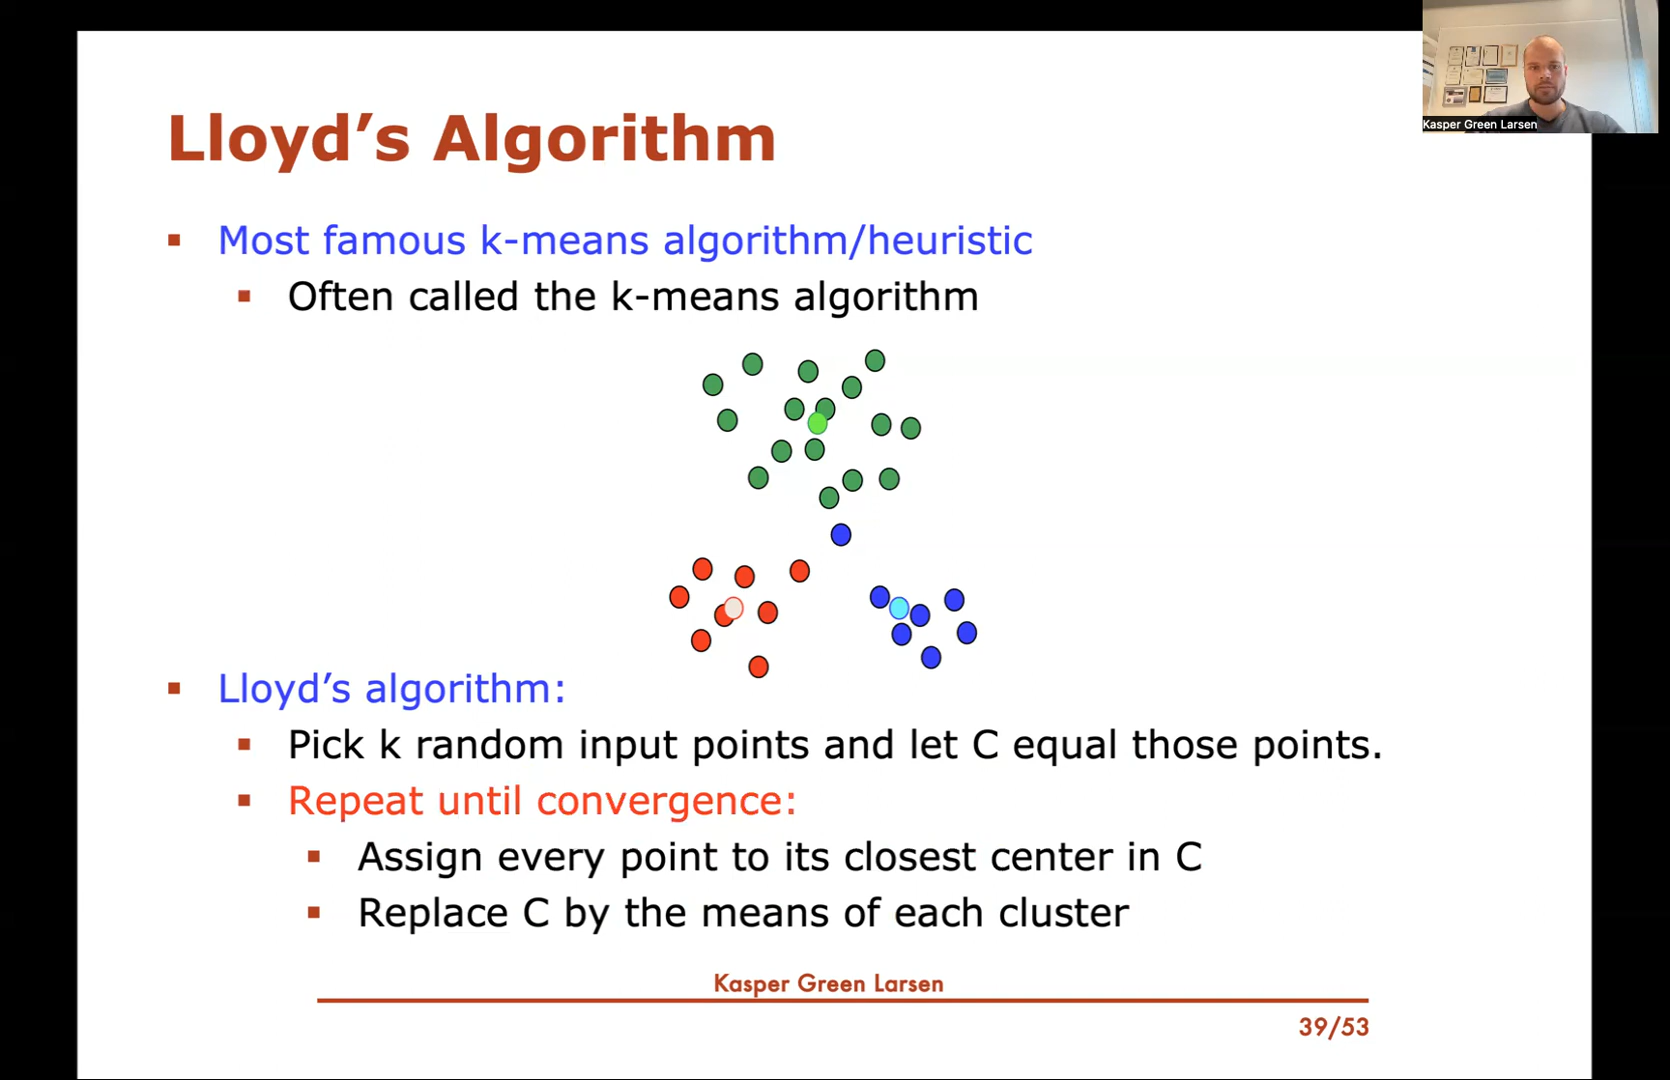 Kasper Green Larsen
Lloyd’s Algorithm
Most famous k-means algorithm/heuristic
Often called the k-means algorithm
Lloyd’s algorithm:
Pick k random input points and let C equal those points.
Repeat until convergence:
Assign every point to its closest center in C
Replace C by the means of each cluster
Kasper Green Larsen
39/53